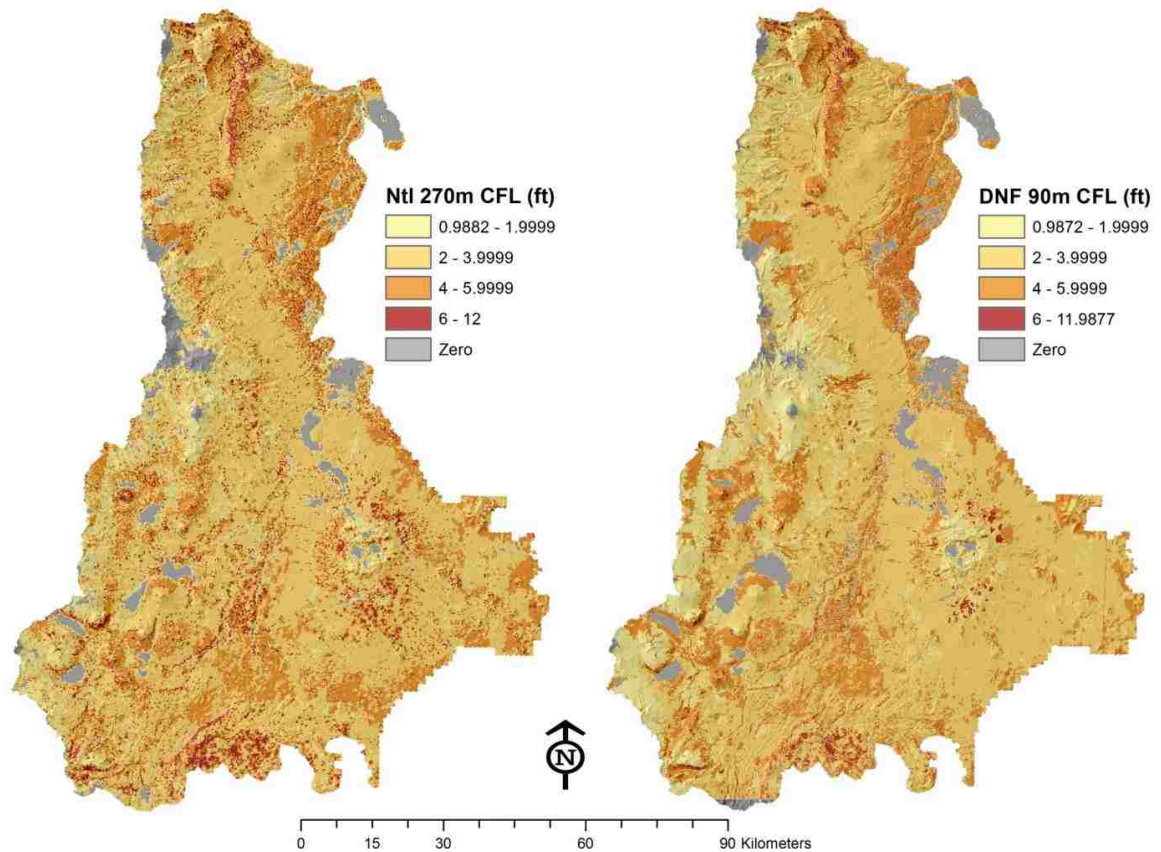 Ntl 270m CFL (ft)
0.9882 - 1.9999
2 - 3.9999
4 - 5.9999
6 - 12
Zero
DNF 90m CFL (ft)
0.9872 - 1.9999
2 - 3.9999
4 - 5.9999
6 - 11.9877
Zero
N
0 15 30 60 90 Kilometers